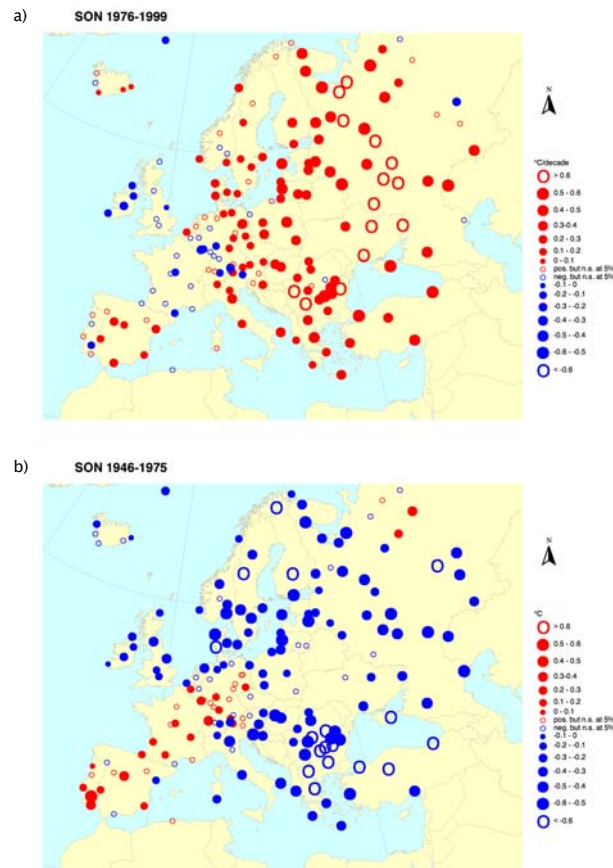 a)
SON 1976-1999
N
°C/decade
> 0.6
0.5 - 0.6
0.4 - 0.5
0.3-0.4
0.2 - 0.3
0.1 - 0.2
0 - 0.1
pos. but n.s. at 5%
neg. but n.s. at 5%
-0.1 - 0
-0.2 - -0.1
-0.3 - -0.2
-0.4 - -0.3
-0.5 - -0.4
-0.6 - -0.5
< -0.6
b)
SON 1946-1975
N
°C
> 0.6
0.5 - 0.6
0.4 - 0.5
0.3-0.4
0.2 - 0.3
0.1 - 0.2
0 - 0.1
pos. but n.s. at 5%
neg. but n.s. at 5%
-0.1 - 0
-0.2 - -0.1
-0.3 - -0.2
-0.4 - -0.3
-0.5 - -0.4
-0.6 - -0.5
< -0.6